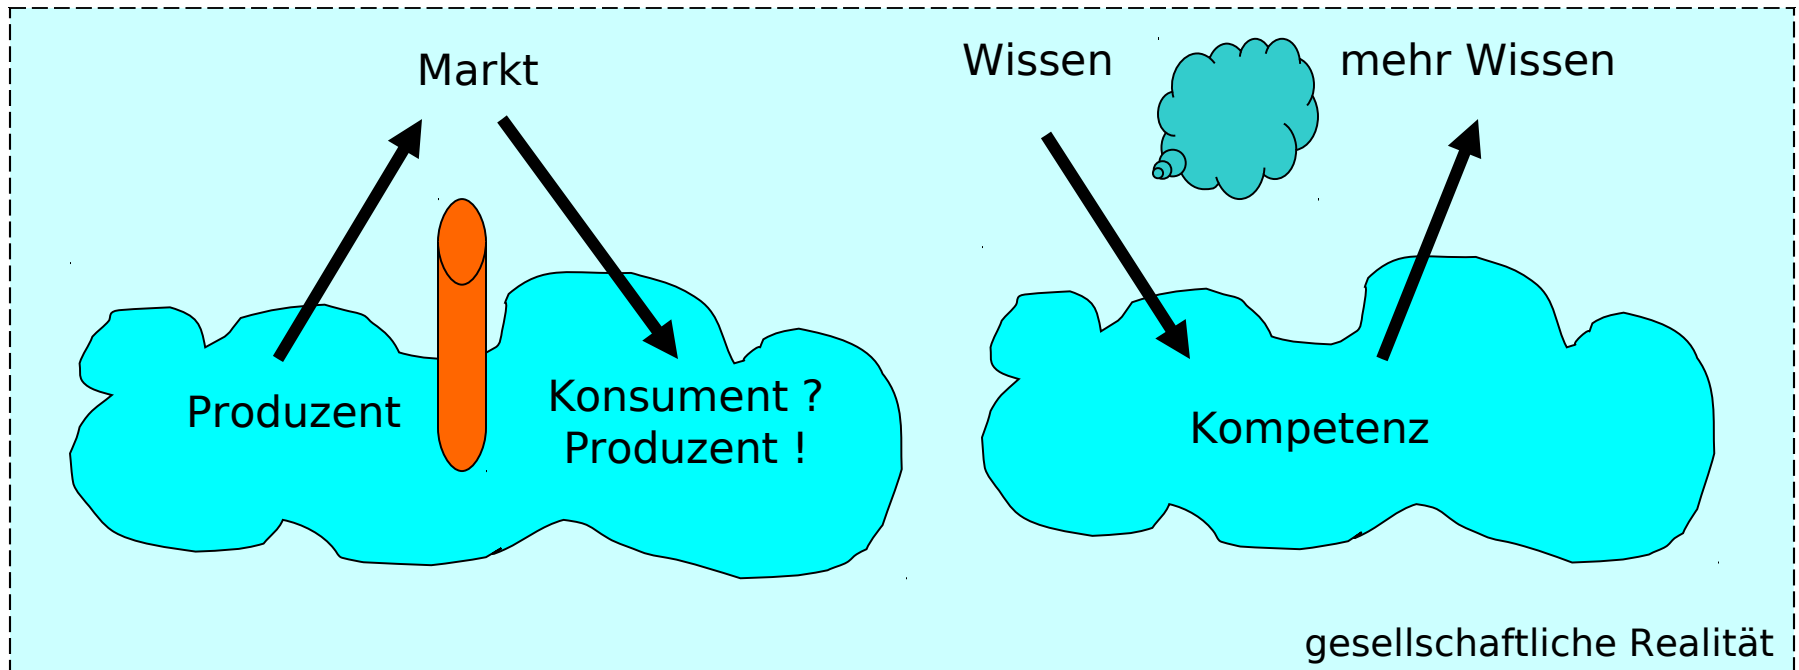 Markt
Produzent
Konsument ?
Produzent !
Wissen
mehr Wissen
Kompetenz
gesellschaftliche Realität